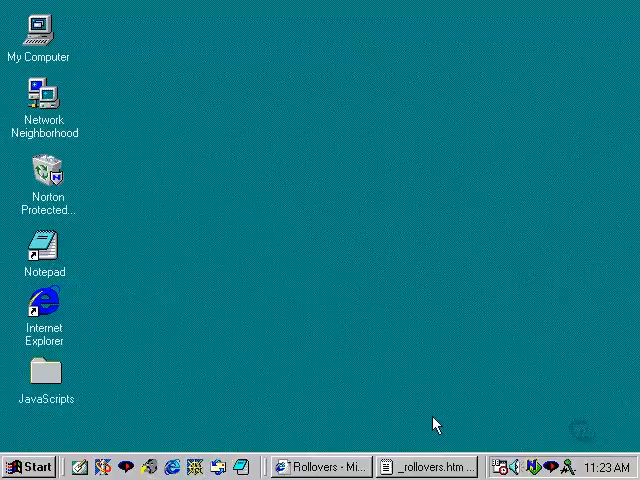 My Computer
Network
Neighborhood
Norton
Protected...
Notepad
Internet
Explorer
JavaScripts
Start
Rollovers - Mi...
_rollovers.htm ...
11:23 AM